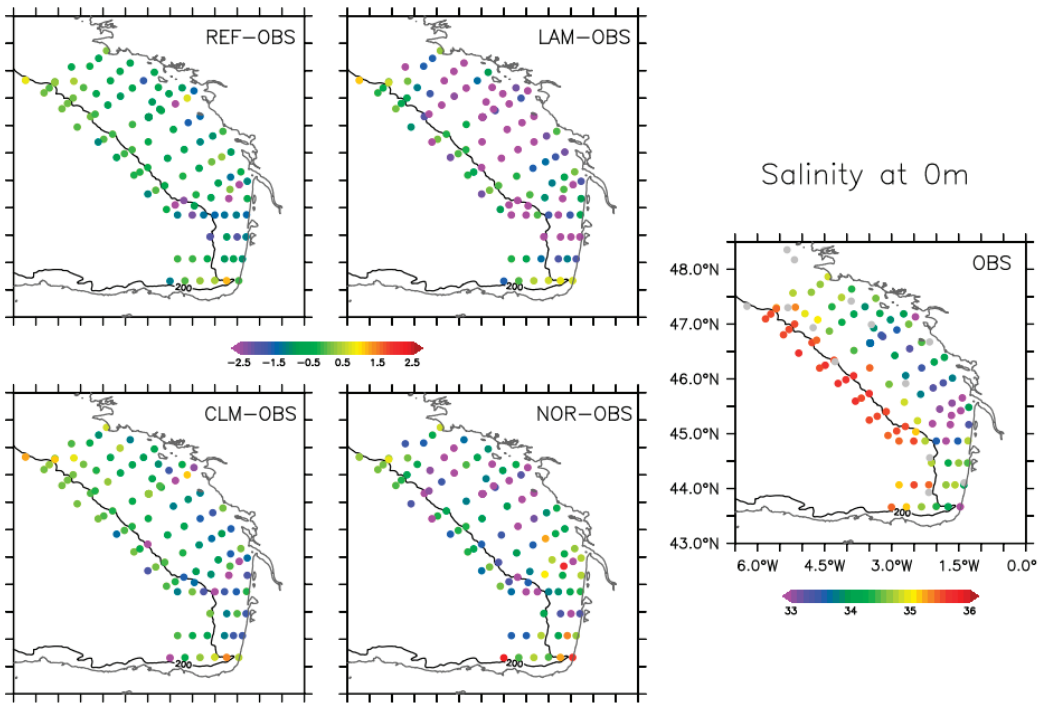 REF-OBS
LAM-OBS
200
200
-2.5 -1.5 -0.5 0.5 1.5 2.5
CLM-OBS
NOR-OBS
200
200
Salinity at 0m
OBS
48.0°N
47.0°N
46.0°N
45.0°N
44.0°N
43.0°N
200
6.0°W 4.5°W 3.0°W 1.5°W 0.0°
33 34 35 36